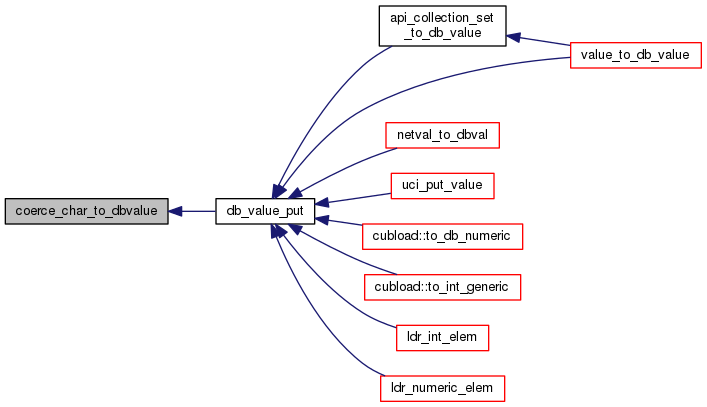 api_collection_set
_to_db_value
value_to_db_value
netval_to_dbval
uci_put_value
coerce_char_to_dbvalue
db_value_put
cubload::to_db_numeric
cubload::to_int_generic
ldr_int_elem
ldr_numeric_elem